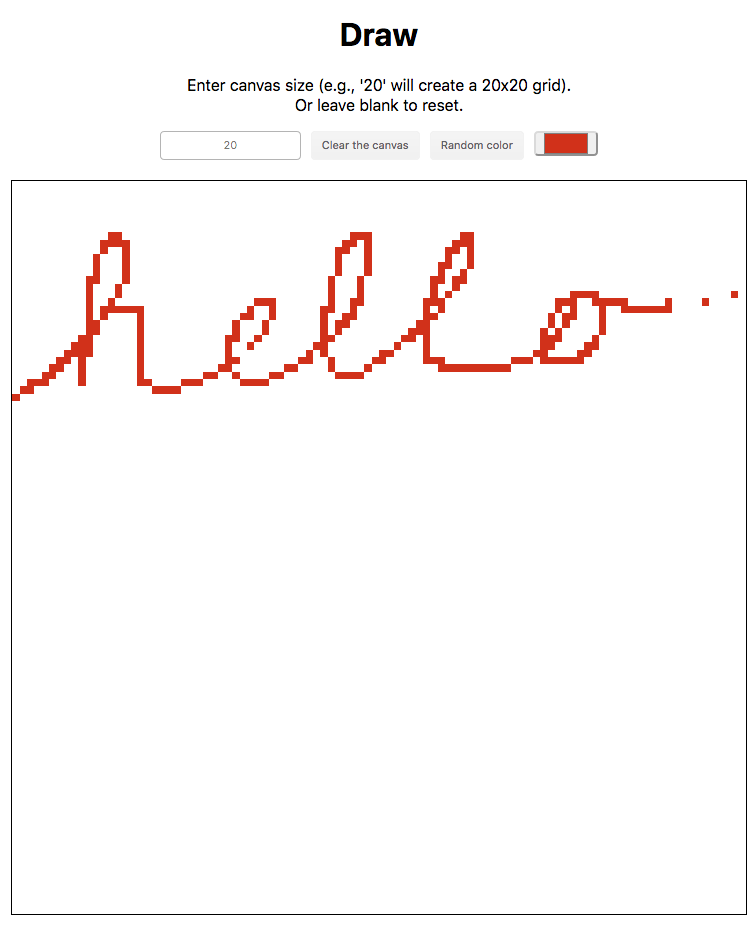 Draw
Enter canvas size (e.g., '20' will create a 20x20 grid).
Or leave blank to reset.
20 Clear the canvas Random color
hello